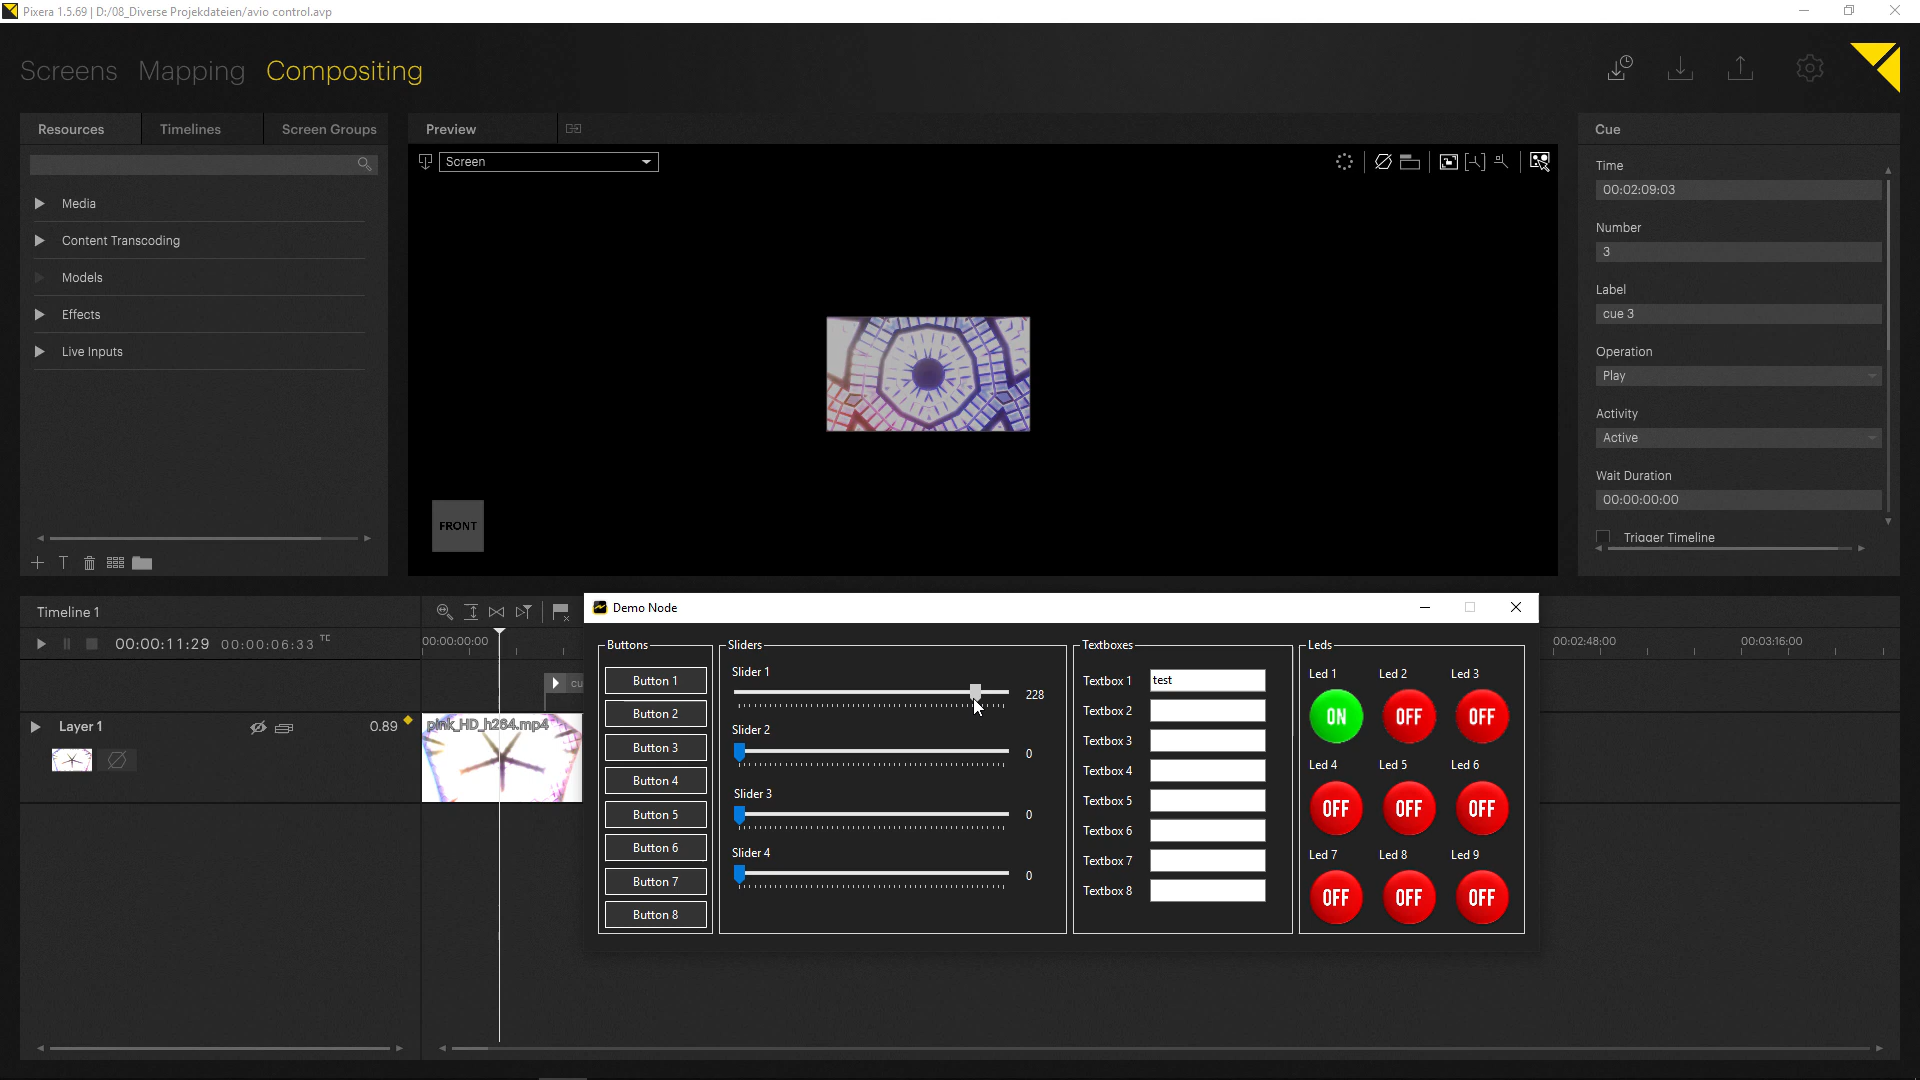 Pixera 1.5.69 | D:/08_Diverse Projekdateien/avio control.avp
Screens Mapping Compositing
Resources Timelines Screen Groups
Media
Content Transcoding
Models
Effects
Live Inputs
T
Preview
Screen
FRONT
Cue
Time
00:02:09:03
Number
3
Label
cue 3
Operation
Play
Activity
Active
Wait Duration
00:00:00:00
Trigger Timeline
Timeline 1
00:00:11:29 00:00:06:33 TC
00:00:00:00
00:02:48:00 00:03:16:00
cu
Layer 1 0.89
pink_HD_h264.mp4
Demo Node
Buttons
Button 1
Button 2
Button 3
Button 4
Button 5
Button 6
Button 7
Button 8
Sliders
Slider 1
228
Slider 2
0
Slider 3
0
Slider 4
0
Textboxes
Textbox 1 test
Textbox 2
Textbox 3
Textbox 4
Textbox 5
Textbox 6
Textbox 7
Textbox 8
Leds
Led 1 Led 2 Led 3
ON OFF OFF
Led 4 Led 5 Led 6
OFF OFF OFF
Led 7 Led 8 Led 9
OFF OFF OFF